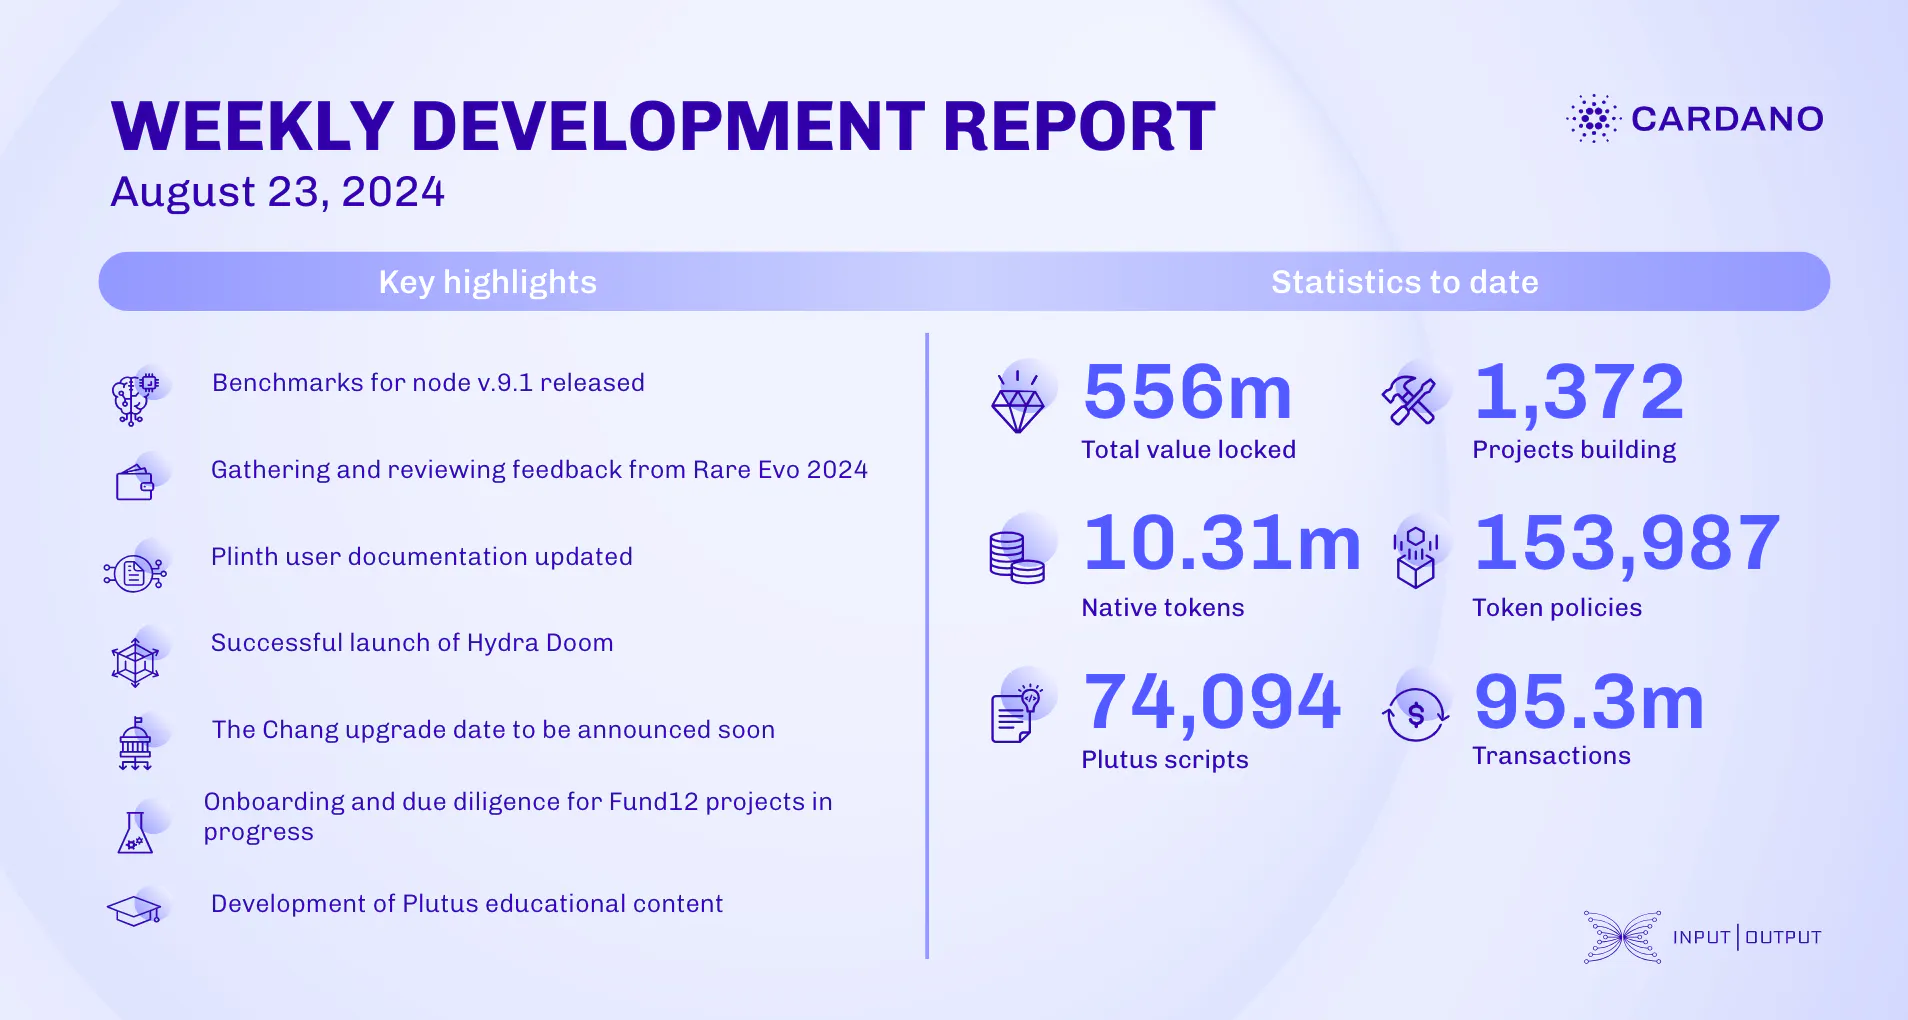 WEEKLY DEVELOPMENT REPORT
August 23, 2024
CARDANO
Key highlights
Benchmarks for node v.9.1 released
Gathering and reviewing feedback from Rare Evo 2024
Plinth user documentation updated
Successful launch of Hydra Doom
The Chang upgrade date to be announced soon
Onboarding and due diligence for Fund12 projects in
progress
Development of Plutus educational content
Statistics to date
556m
Total value locked
1,372
Projects building
10.31m
Native tokens
153,987
Token policies
74,094
Plutus scripts
$
95.3m
Transactions
INPUT|OUTPUT